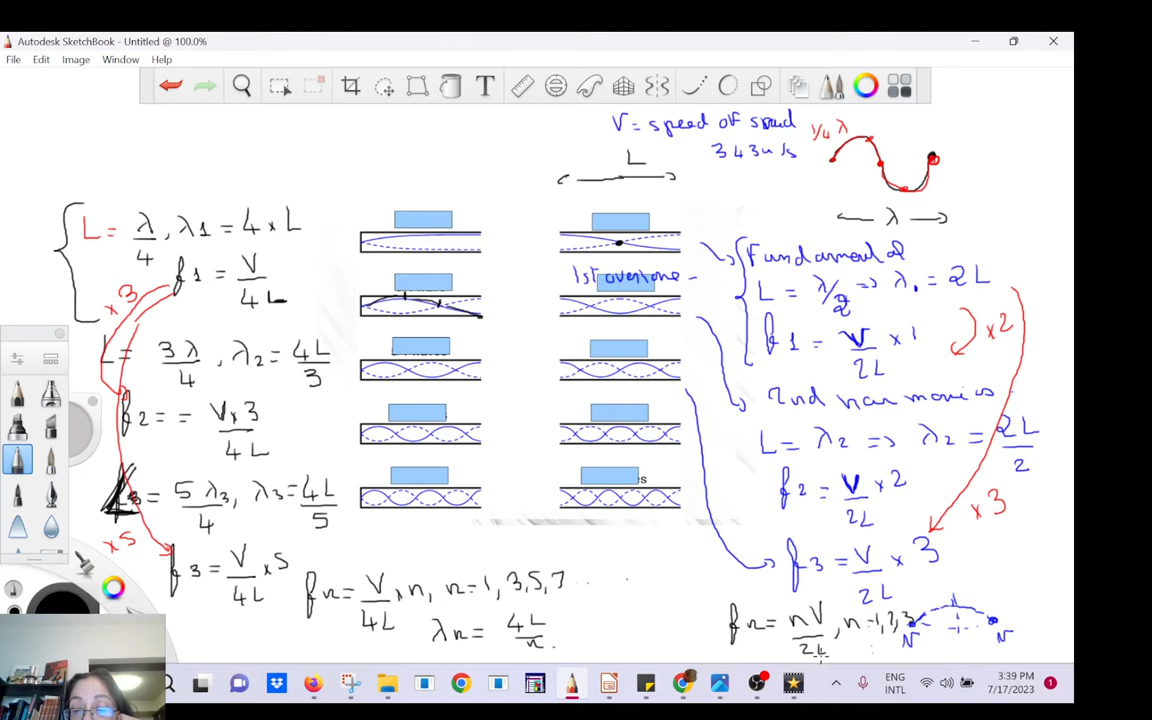 Autodesk SketchBook - Untitled @ 100.0%
File Edit Image Window Help
V = speed of sound
343 m/s
1/4 λ
L
λ
L = λ/4, λ1 = 4 × L
f1 = V/4L
×3
L = 3λ/4, λ2 = 4L/3
f2 = = V×3/4L
= 5λ3/4, λ3 = 4L/5
×5
f3 = V/4L ×5
fn = V/4L × n, n = 1, 3, 5, 7 ...
λn = 4L/n
1st overtone -
Fundamental
L = λ/2 => λ1 = 2L
f1 = V/2L × 1
×2
2nd harmonics
L = λ2 => λ2 = 2L/2
f2 = V/2L × 2
×3
f3 = V/2L × 3
fn = nV/2L, n = 1, 2, 3
N N
T
ENG
INTL
3:39 PM
7/17/2023
1